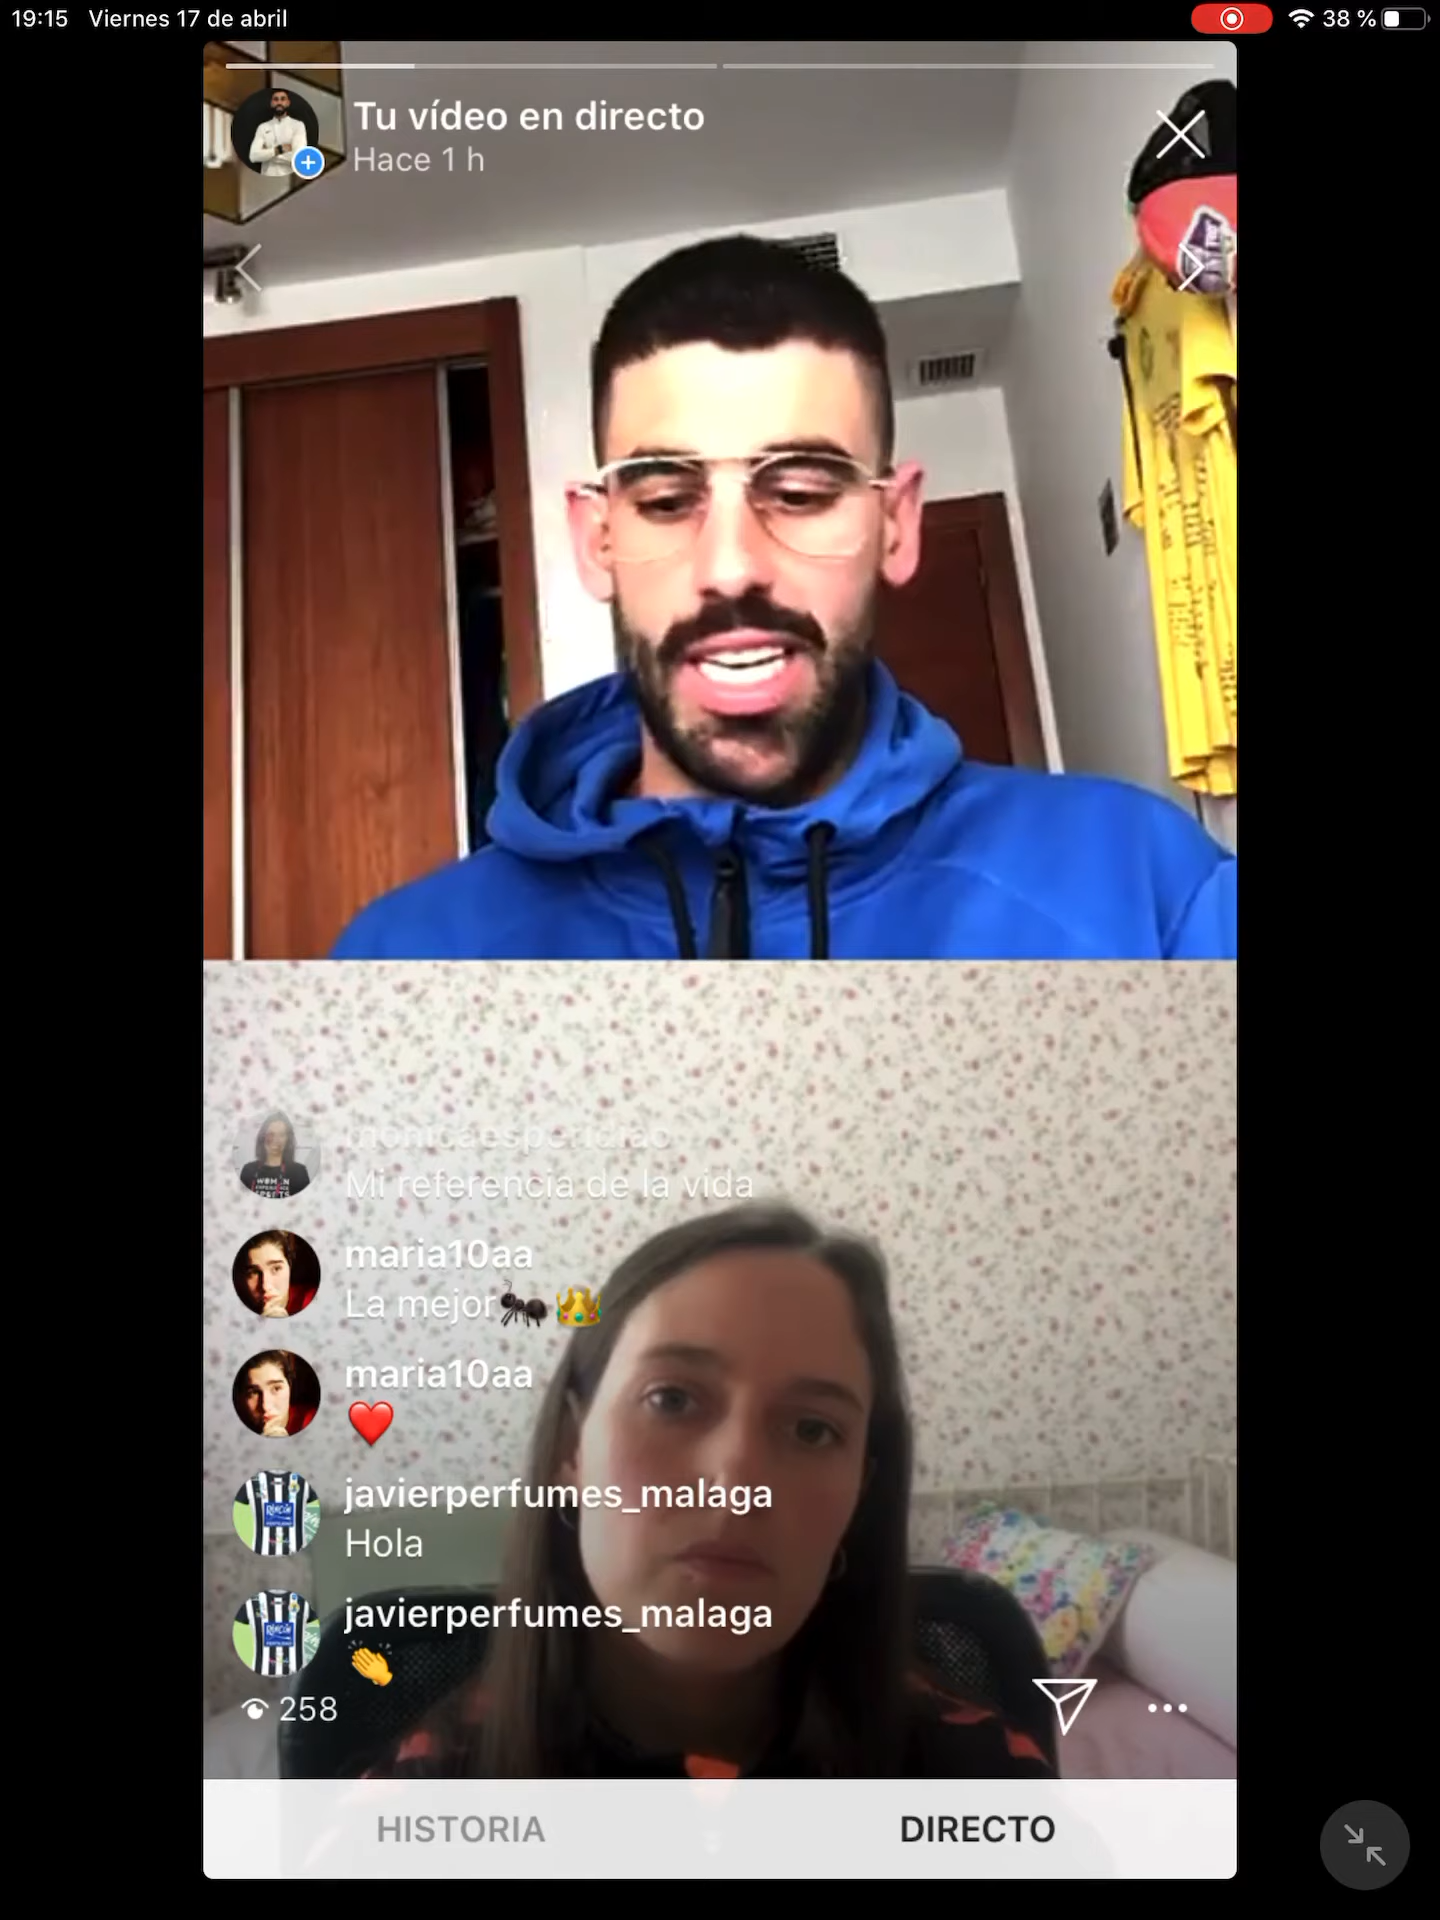 19:15 Viernes 17 de abril
38 %
Tu vídeo en directo
Hace 1 h
monicaesperidiao
Mi referencia de la vida
maria10aa
La mejor🐜👑
maria10aa
❤️
javierperfumes_malaga
Hola
javierperfumes_malaga
👏
258
HISTORIA
DIRECTO